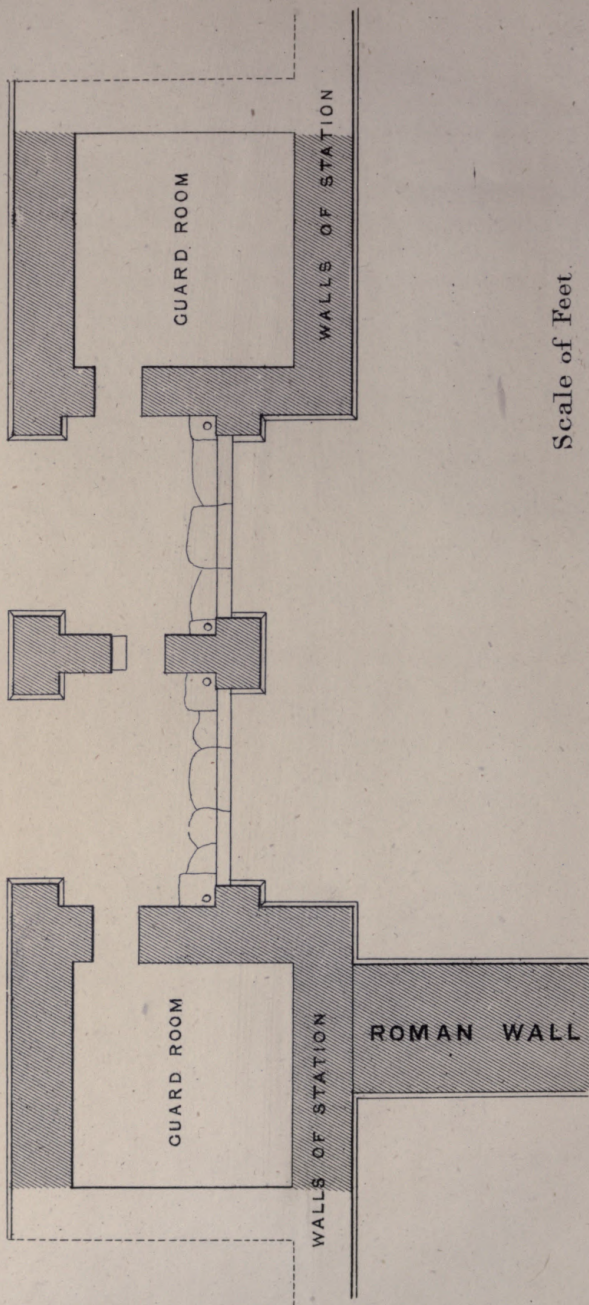 GUARD ROOM
WALLS OF STATION
Scale of Feet.
GUARD ROOM
WALLS OF STATION
ROMAN WALL